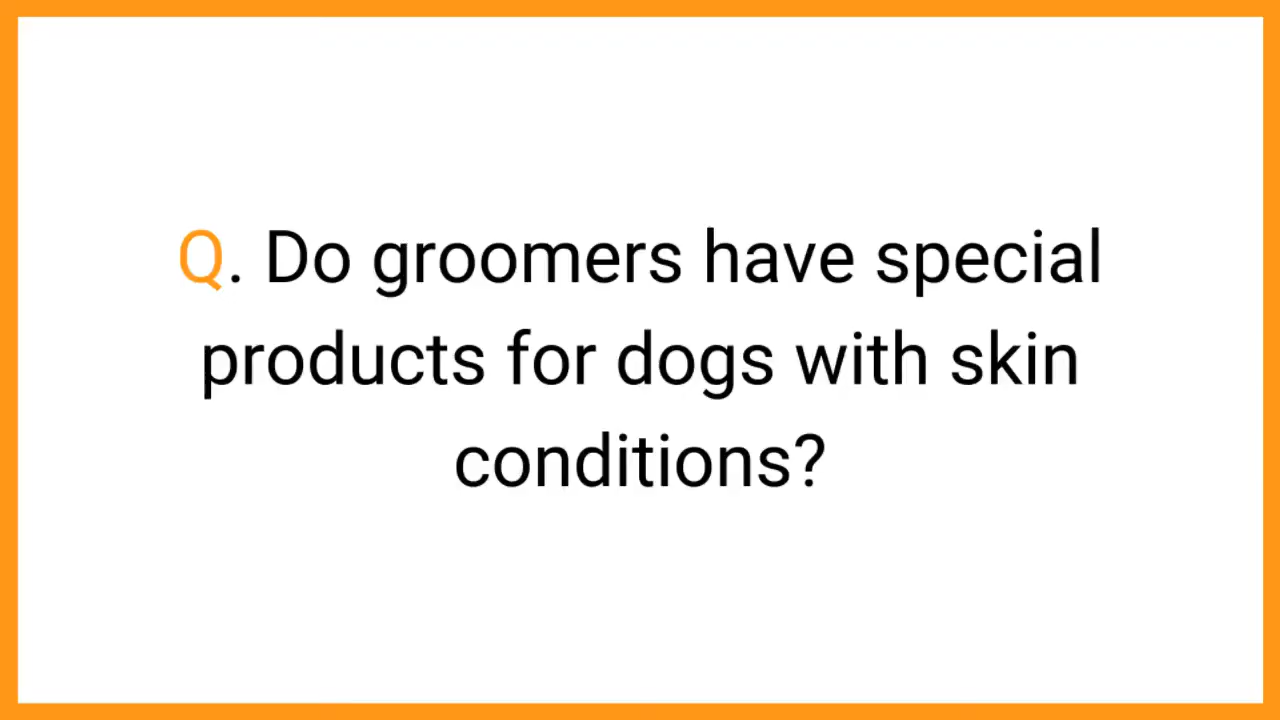 Q. Do groomers have special
products for dogs with skin
conditions?